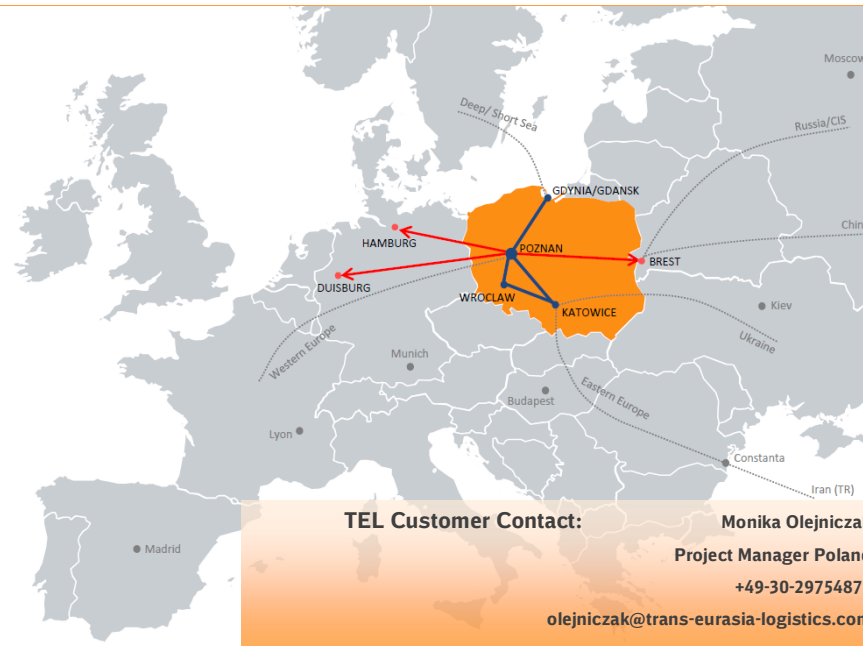 Moscow
Deep/ Short Sea
Russia/CIS
GDYNIA/GDANSK
HAMBURG
POZNAN
BREST
DUISBURG
WROCLAW
KATOWICE
Kiev
Ukraine
Western Europe
Munich
Eastern Europe
Budapest
Lyon
Constanta
Iran (TR)
Madrid
TEL Customer Contact:
Monika Olejnicza
Project Manager Polan
+49-30-2975487
olejniczak@trans-eurasia-logistics.com